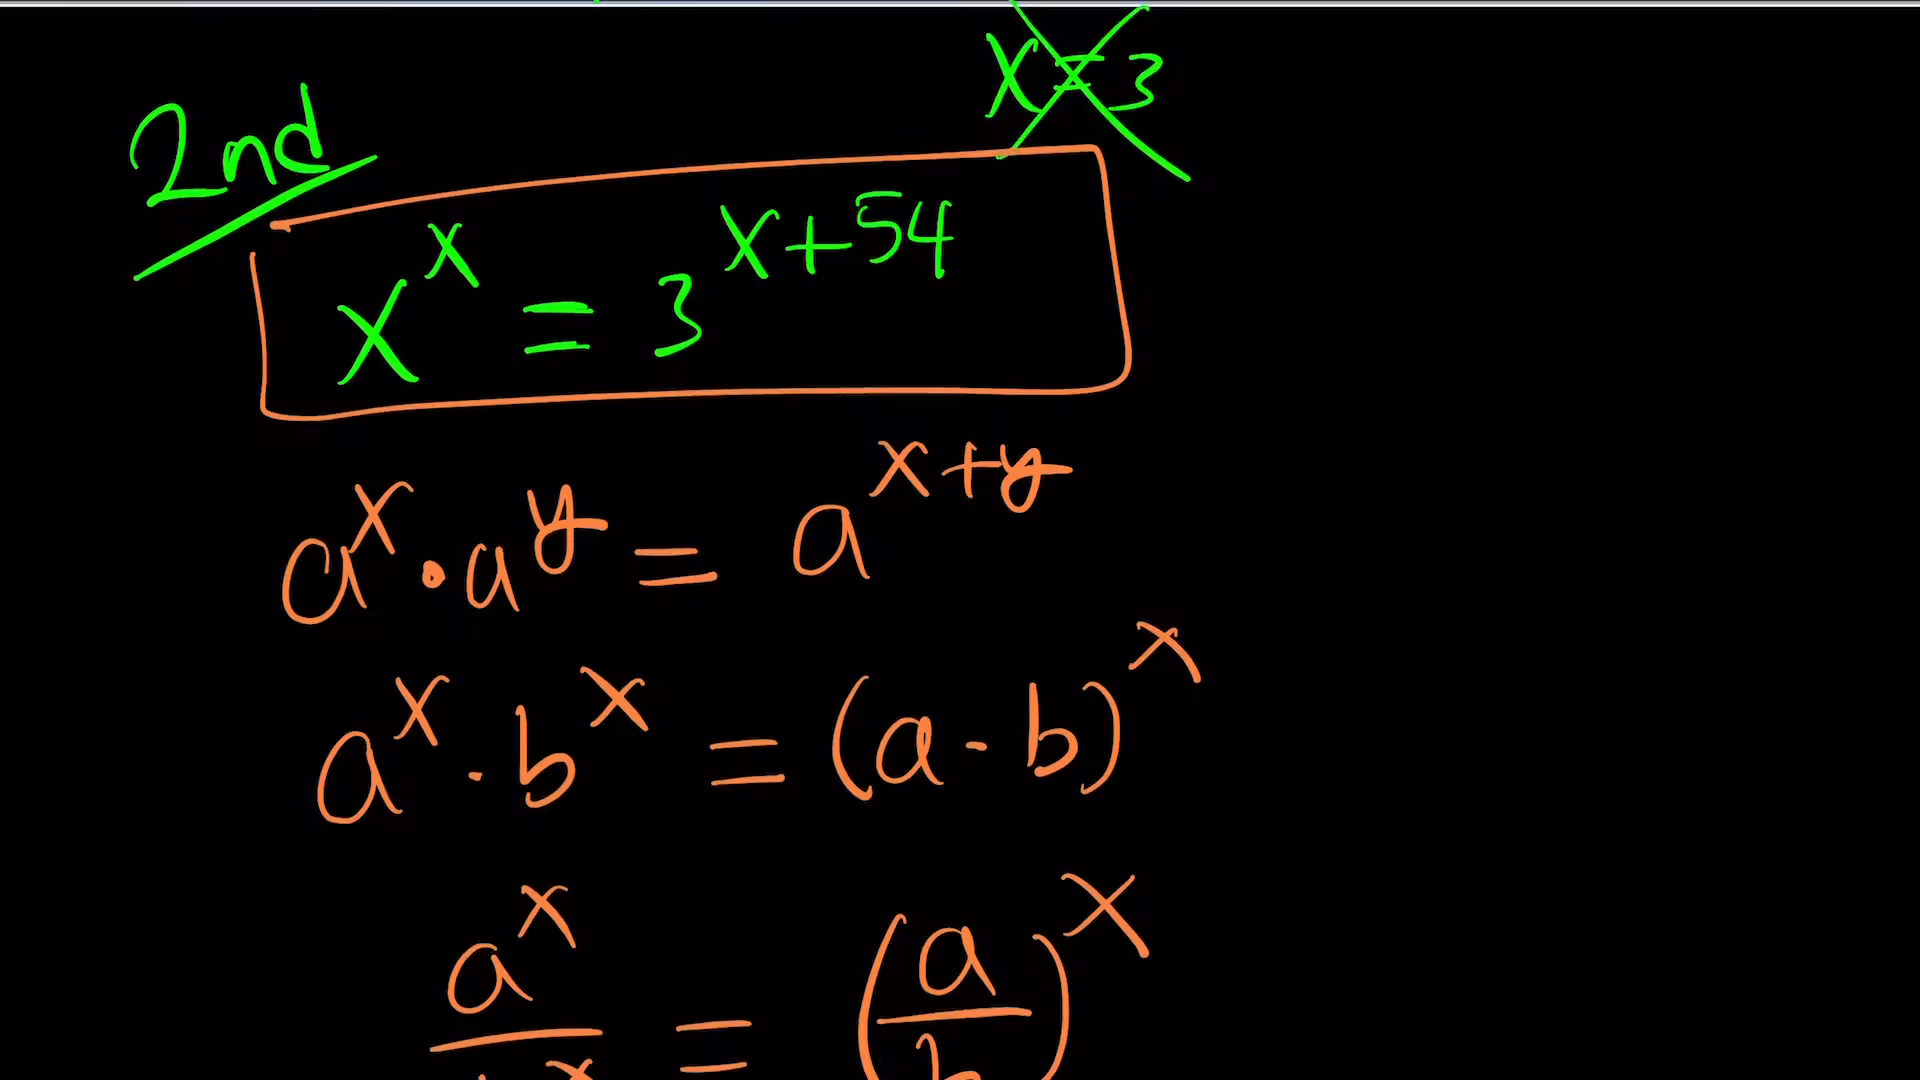 x=3
2nd
x^x = 3^(x+54)
a^x · a^y = a^(x+y)
a^x · b^x = (a · b)^x
a^x / b^x = (a/b)^x